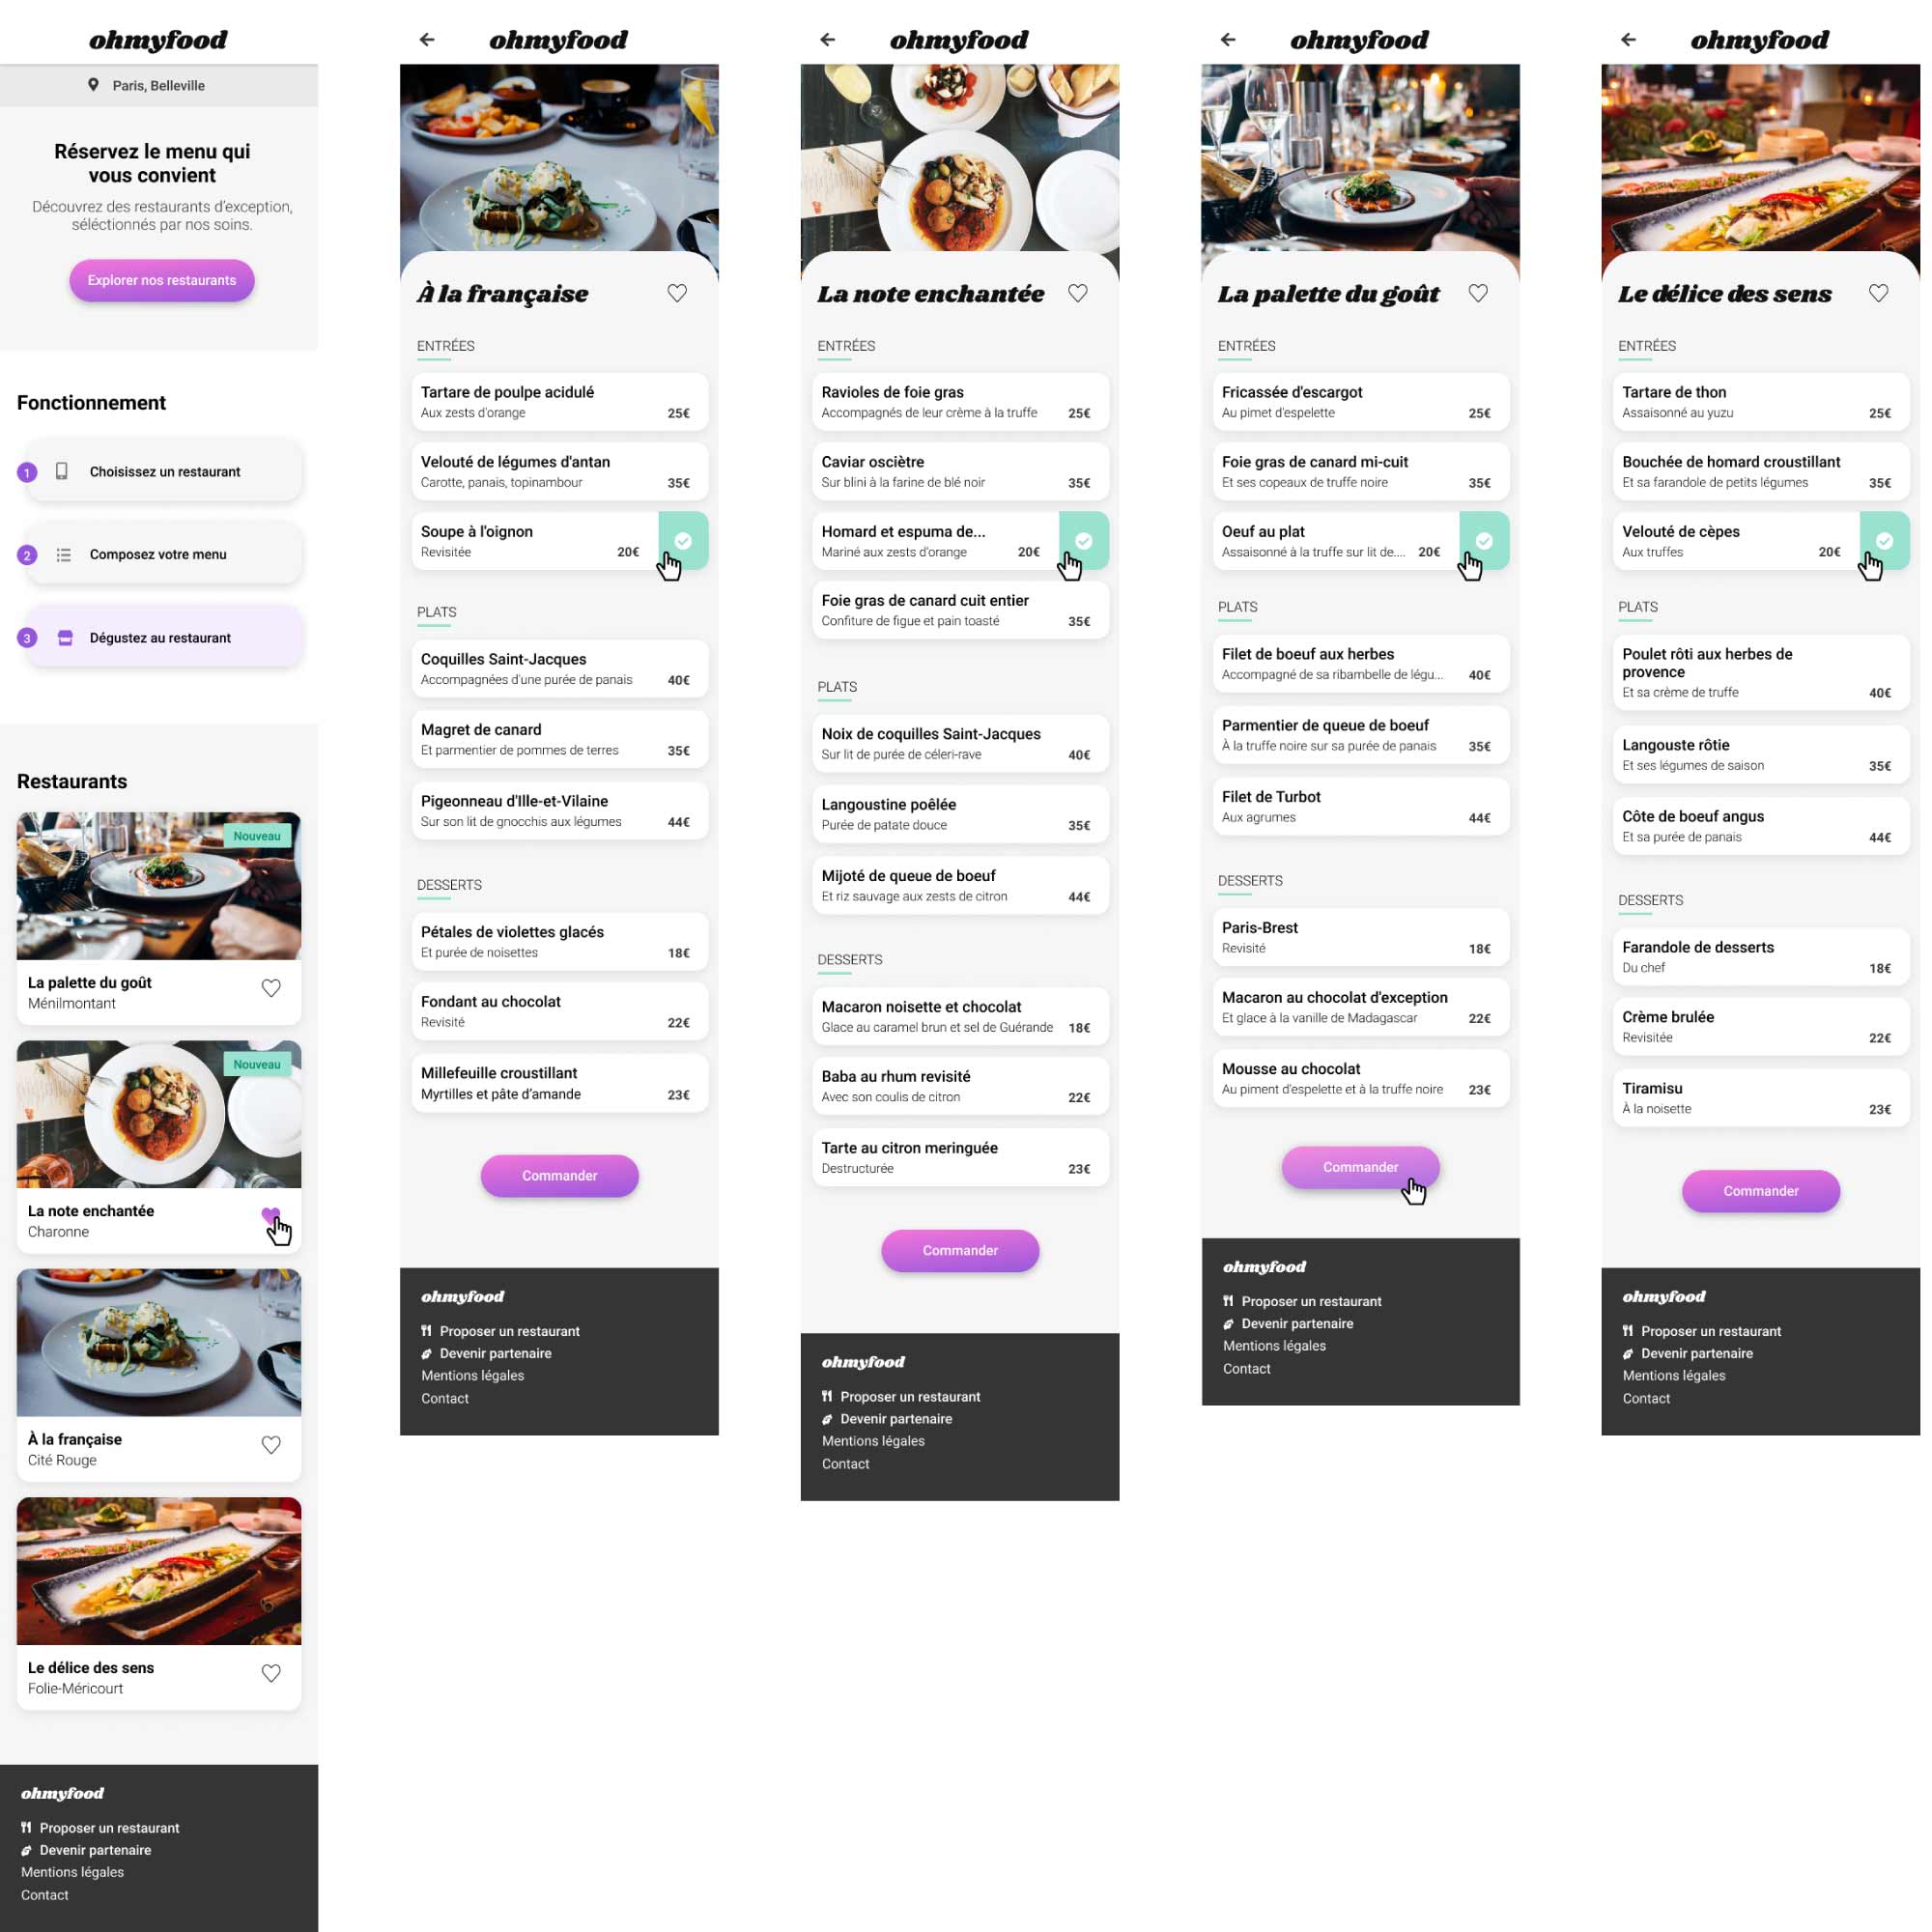 ohmyfood
Paris, Belleville
Réservez le menu qui
vous convient
Découvrez des restaurants d'exception,
séléctionnés par nos soins.
Explorer nos restaurants
Fonctionnement
1 Choisissez un restaurant
2 Composez votre menu
3 Dégustez au restaurant
Restaurants
Nouveau
La palette du goût
Ménilmontant
Nouveau
La note enchantée
Charonne
À la française
Cité Rouge
Le délice des sens
Folie-Méricourt
ohmyfood
Proposer un restaurant
Devenir partenaire
Mentions légales
Contact
ohmyfood
À la française
ENTRÉES
Tartare de poulpe acidulé
Aux zests d'orange 25€
Velouté de légumes d'antan
Carotte, panais, topinambour 35€
Soupe à l'oignon
Revisitée 20€
PLATS
Coquilles Saint-Jacques
Accompagnées d'une purée de panais 40€
Magret de canard
Et parmentier de pommes de terres 35€
Pigeonneau d'Ille-et-Vilaine
Sur son lit de gnocchis aux légumes 44€
DESSERTS
Pétales de violettes glacés
Et purée de noisettes 18€
Fondant au chocolat
Revisité 22€
Millefeuille croustillant
Myrtilles et pâte d'amande 23€
Commander
ohmyfood
Proposer un restaurant
Devenir partenaire
Mentions légales
Contact
ohmyfood
La note enchantée
ENTRÉES
Ravioles de foie gras
Accompagnés de leur crème à la truffe 25€
Caviar oscietre
Sur blini à la farine de blé noir 35€
Homard et espuma de...
Mariné aux zests d'orange 20€
Foie gras de canard cuit entier
Confiture de figue et pain toasté 35€
PLATS
Noix de coquilles Saint-Jacques
Sur lit de purée de céleri-rave 40€
Langoustine poêlée
Purée de patate douce 35€
Mijoté de queue de boeuf
Et riz sauvage aux zests de citron 44€
DESSERTS
Macaron noisette et chocolat
Glace au caramel brun et sel de Guérande 18€
Baba au rhum revisité
Avec son coulis de citron 22€
Tarte au citron meringuée
Destructurée 23€
Commander
ohmyfood
Proposer un restaurant
Devenir partenaire
Mentions légales
Contact
ohmyfood
La palette du goût
ENTRÉES
Fricassée d'escargot
Au pimet d'espelette 25€
Foie gras de canard mi-cuit
Et ses copeaux de truffe noire 35€
Oeuf au plat
Assaisonné à la truffe sur lit de.... 20€
PLATS
Filet de boeuf aux herbes
Accompagné de sa ribambelle de légu... 40€
Parmentier de queue de boeuf
À la truffe noire sur sa purée de panais 35€
Filet de Turbot
Aux agrumes 44€
DESSERTS
Paris-Brest
Revisité 18€
Macaron au chocolat d'exception
Et glace à la vanille de Madagascar 22€
Mousse au chocolat
Au piment d'espelette et à la truffe noire 23€
Commander
ohmyfood
Proposer un restaurant
Devenir partenaire
Mentions légales
Contact
ohmyfood
Le délice des sens
ENTRÉES
Tartare de thon
Assaisonné au yuzu 25€
Bouchée de homard croustillant
Et sa farandole de petits légumes 35€
Velouté de cèpes
Aux truffes 20€
PLATS
Poulet rôti aux herbes de
provence
Et sa crème de truffe 40€
Langouste rôtie
Et ses légumes de saison 35€
Côte de boeuf angus
Et sa purée de panais 44€
DESSERTS
Farandole de desserts
Du chef 18€
Crème brulée
Revisitée 22€
Tiramisu
À la noisette 23€
Commander
ohmyfood
Proposer un restaurant
Devenir partenaire
Mentions légales
Contact